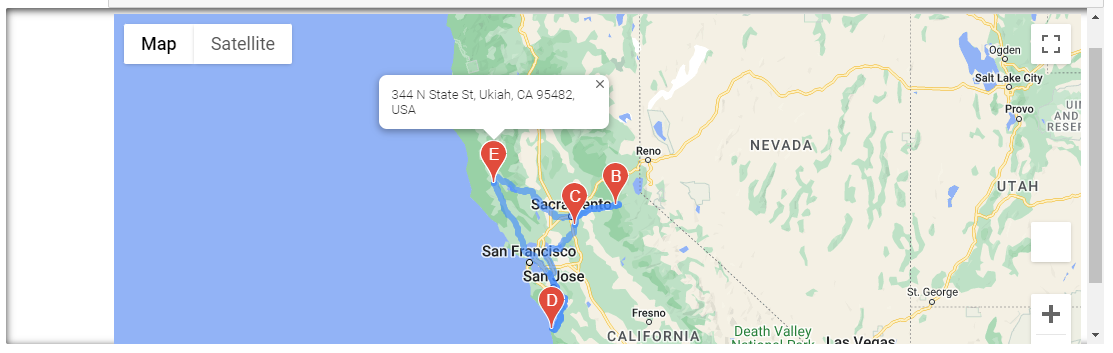 Map
Satellite
344 N State St, Ukiah, CA 95482,
USA
E
B
C
D
Sacramento
San Francisco
San Jose
Reno
NEVADA
Ogden
Salt Lake City
Provo
UTAH
St. George
Fresno
CALIFORNIA
Death Valley
Las Vegas